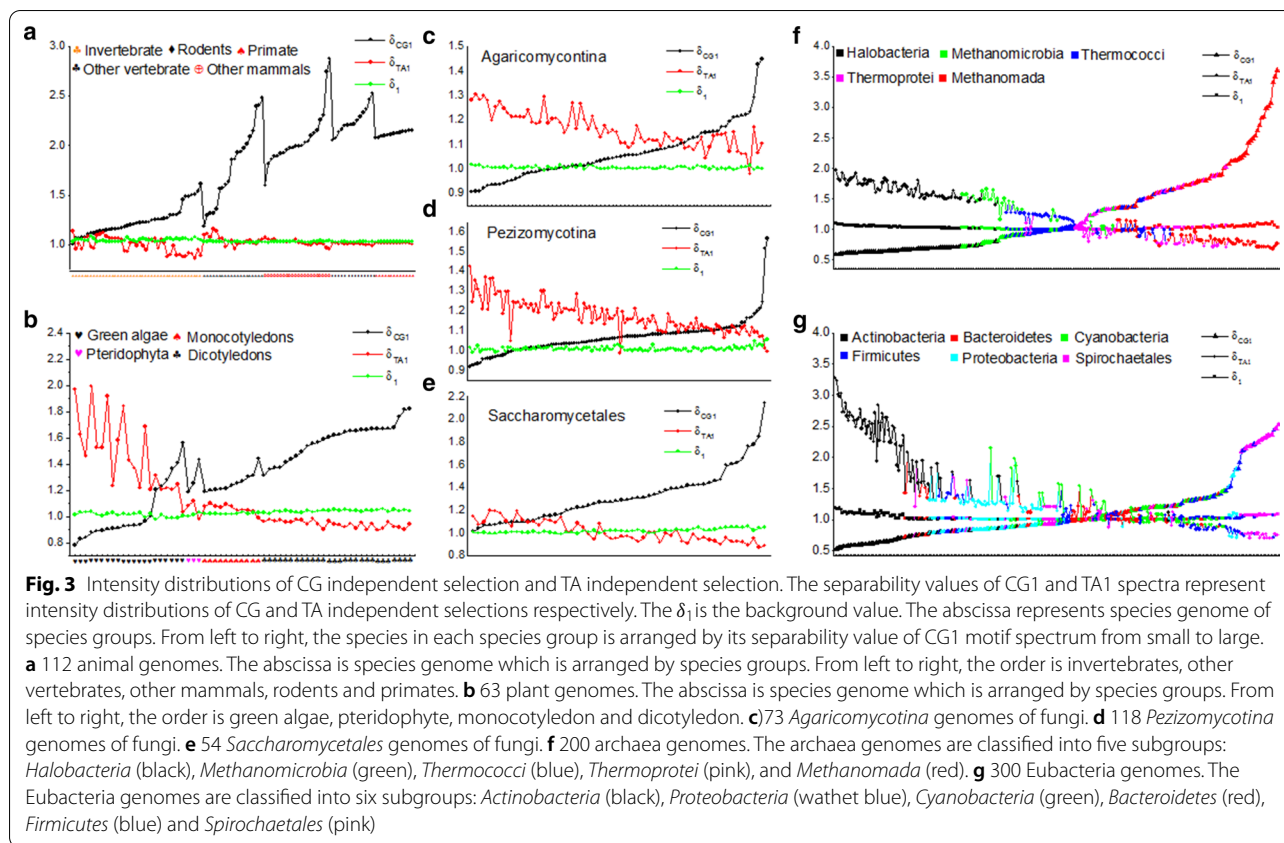 a
Invertebrate Rodents Primate
Other vertebrate Other mammals
δCG1
δTA1
δ1
3.0
2.5
2.0
1.5
1.0
b
Green algae Monocotyledons
Pteridophyta Dicotyledons
δCG1
δTA1
δ1
2.4
2.2
2.0
1.8
1.6
1.4
1.2
1.0
0.8
c
Agaricomycontina
δCG1
δTA1
δ1
1.5
1.4
1.3
1.2
1.1
1.0
0.9
d
Pezizomycotina
δCG1
δTA1
δ1
1.6
1.5
1.4
1.3
1.2
1.1
1.0
0.9
e
Saccharomycetales
δCG1
δTA1
δ1
2.2
2.0
1.8
1.6
1.4
1.2
1.0
0.8
f
Halobacteria Methanomicrobia Thermococci
Thermoprotei Methanomada
δCG1
δTA1
δ1
4.0
3.5
3.0
2.5
2.0
1.5
1.0
0.5
g
Actinobacteria Bacteroidetes Cyanobacteria
Firmicutes Proteobacteria Spirochaetales
δCG1
δTA1
δ1
4.0
3.5
3.0
2.5
2.0
1.5
1.0
0.5
Fig. 3 Intensity distributions of CG independent selection and TA independent selection. The separability values of CG1 and TA1 spectra represent
intensity distributions of CG and TA independent selections respectively. The δ1 is the background value. The abscissa represents species genome of
species groups. From left to right, the species in each species group is arranged by its separability value of CG1 motif spectrum from small to large.
a 112 animal genomes. The abscissa is species genome which is arranged by species groups. From left to right, the order is invertebrates, other
vertebrates, other mammals, rodents and primates. b 63 plant genomes. The abscissa is species genome which is arranged by species groups. From
left to right, the order is green algae, pteridophyte, monocotyledon and dicotyledon. c)73 Agaricomycotina genomes of fungi. d 118 Pezizomycotina
genomes of fungi. e 54 Saccharomycetales genomes of fungi. f 200 archaea genomes. The archaea genomes are classified into five subgroups:
Halobacteria (black), Methanomicrobia (green), Thermococci (blue), Thermoprotei (pink), and Methanomada (red). g 300 Eubacteria genomes. The
Eubacteria genomes are classified into six subgroups: Actinobacteria (black), Proteobacteria (wathet blue), Cyanobacteria (green), Bacteroidetes (red),
Firmicutes (blue) and Spirochaetales (pink)